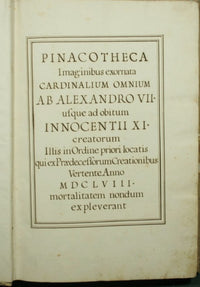 PINACOTHECA
Imaginibus exornata
CARDINALIUM OMNIUM
AB ALEXANDRO VII·
usque ad obitum
INNOCENTII XI·
creatorum
Illis in Ordine priori locatis
qui ex Prædecessorum Creationibus
Vertente Anno
MDCLVIII·
mortalitatem nondum
expleverant